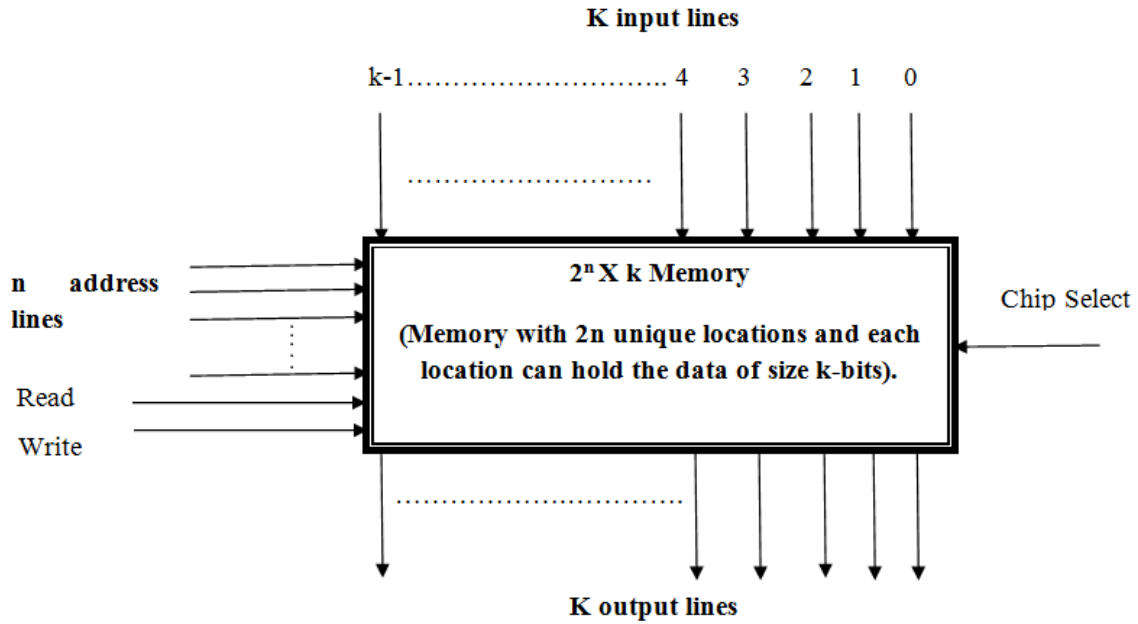 K input lines
k-1……………………….. 4 3 2 1 0
………………………
2ⁿ X k Memory
n address
lines
Chip Select
(Memory with 2n unique locations and each
location can hold the data of size k-bits).
Read
Write
……………………………
K output lines